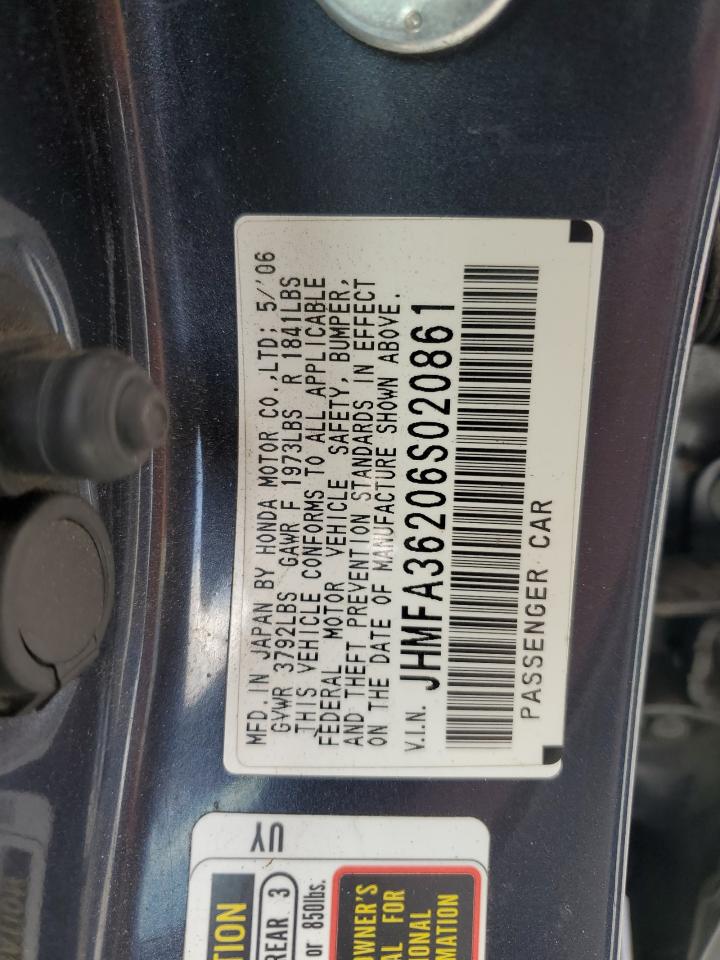 MFD. IN JAPAN BY HONDA MOTOR CO.,LTD; 5/'06
GVWR 3792LBS GAWR F 1973LBS R 1841LBS
THIS VEHICLE CONFORMS TO ALL APPLICABLE
FEDERAL MOTOR VEHICLE SAFETY, BUMPER,
AND THEFT PREVENTION STANDARDS IN EFFECT
ON THE DATE OF MANUFACTURE SHOWN ABOVE.
V.I.N. JHMFA36206S020861
PASSENGER CAR
UY
TION
REAR 3
or 850lbs.
OWNER'S
AL FOR
IONAL
MATION